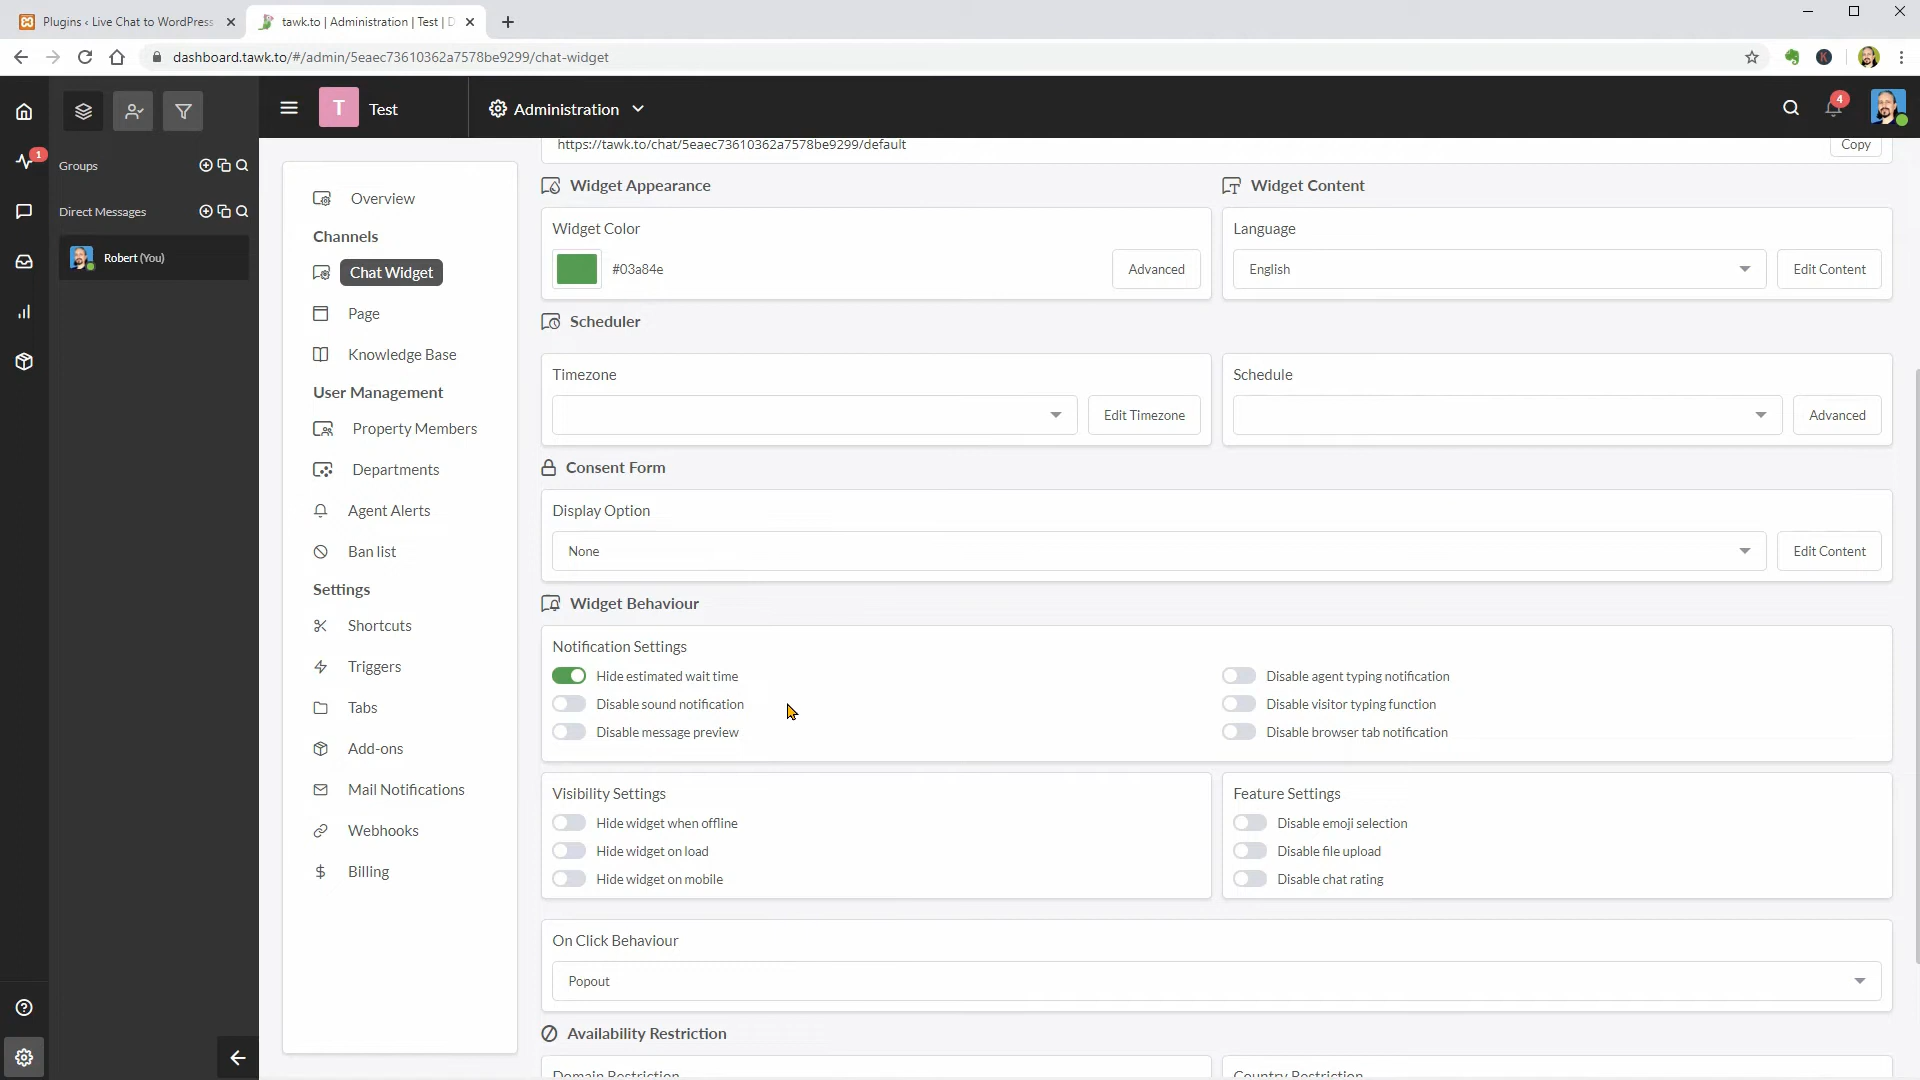 Plugins ‹ Live Chat to WordPress
tawk.to | Administration | Test | D
dashboard.tawk.to/#/admin/5eaec73610362a7578be9299/chat-widget
K
T
Test
Administration
4
1
Groups
Direct Messages
Robert (You)
Overview
Channels
Chat Widget
Page
Knowledge Base
User Management
Property Members
Departments
Agent Alerts
Ban list
Settings
Shortcuts
Triggers
Tabs
Add-ons
Mail Notifications
Webhooks
Billing
https://tawk.to/chat/5eaec73610362a7578be9299/default
Copy
Widget Appearance
Widget Content
Widget Color
#03a84e
Advanced
Language
English
Edit Content
Scheduler
Timezone
Edit Timezone
Schedule
Advanced
Consent Form
Display Option
None
Edit Content
Widget Behaviour
Notification Settings
Hide estimated wait time
Disable agent typing notification
Disable sound notification
Disable visitor typing function
Disable message preview
Disable browser tab notification
Visibility Settings
Hide widget when offline
Hide widget on load
Hide widget on mobile
Feature Settings
Disable emoji selection
Disable file upload
Disable chat rating
On Click Behaviour
Popout
Availability Restriction
Domain Restriction
Country Restriction